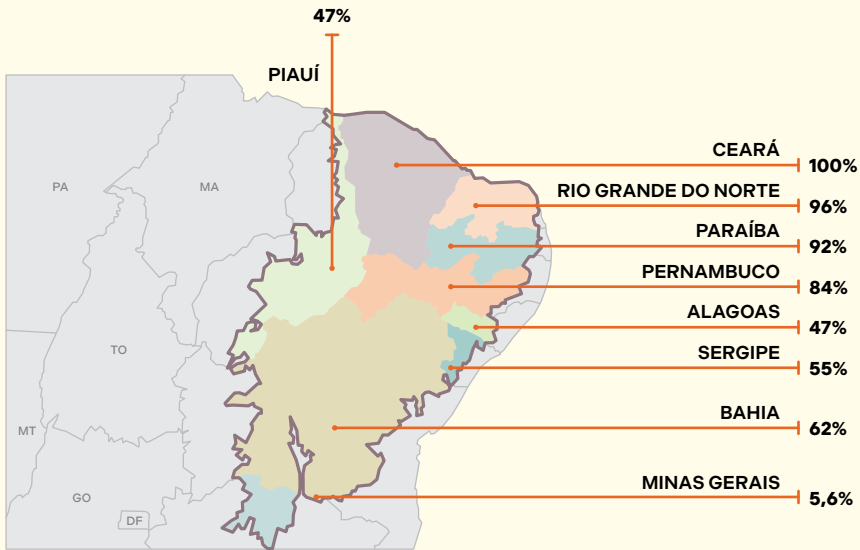 47%
PIAUÍ
CEARÁ 100%
RIO GRANDE DO NORTE 96%
PARAÍBA 92%
PERNAMBUCO 84%
ALAGOAS 47%
SERGIPE 55%
BAHIA 62%
MINAS GERAIS 5,6%
PA
MA
TO
MT
GO
DF